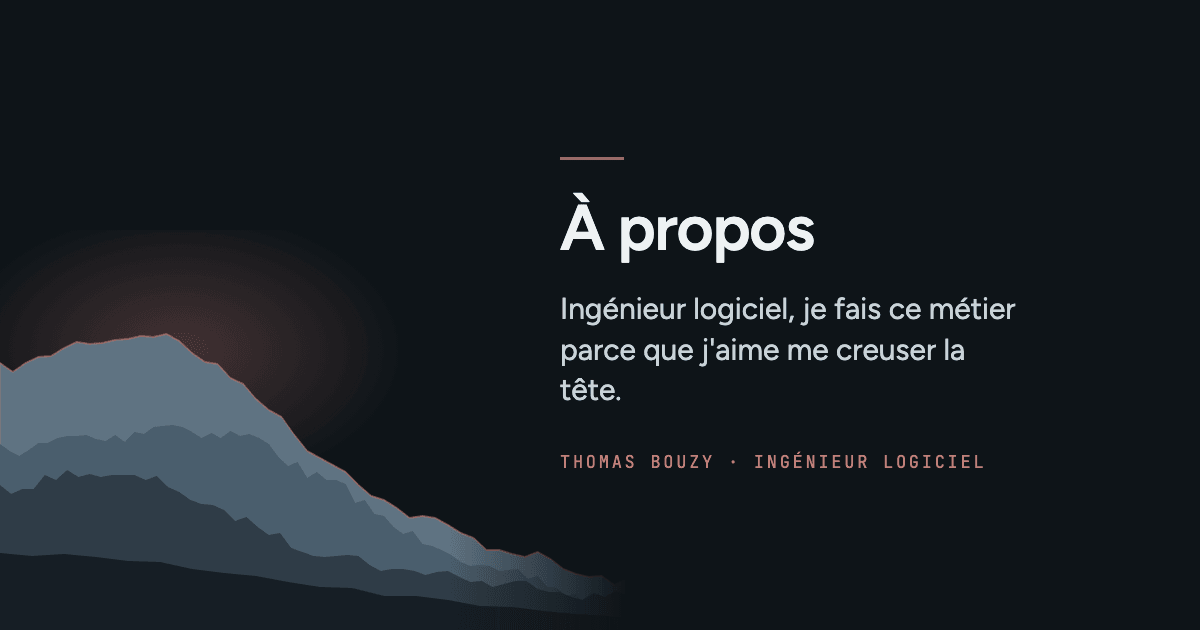 À propos
Ingénieur logiciel, je fais ce métier
parce que j'aime me creuser la
tête.
THOMAS BOUZY · INGÉNIEUR LOGICIEL